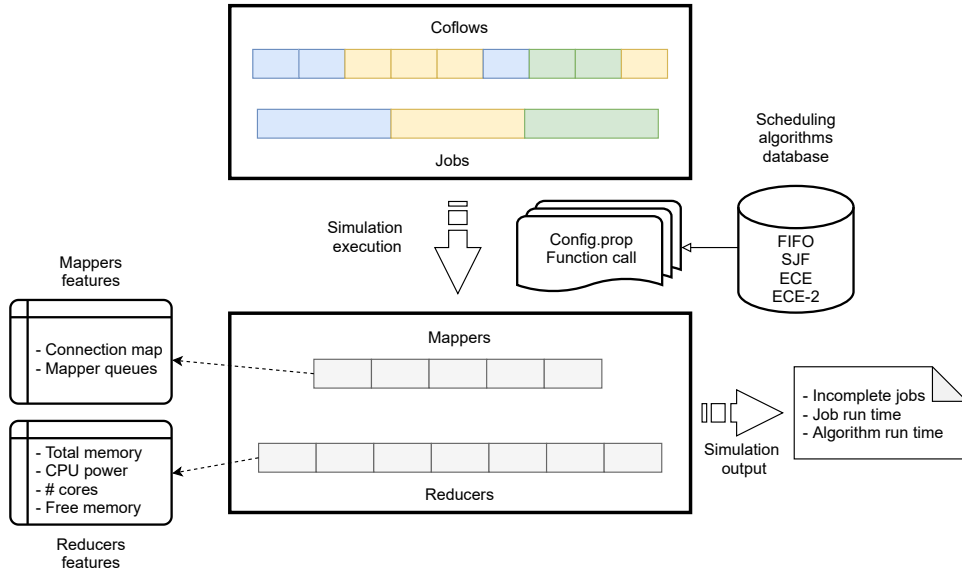 Coflows
Jobs
Scheduling
algorithms
database
FIFO
SJF
ECE
ECE-2
Config.prop
Function call
Simulation
execution
Mappers
features
- Connection map
- Mapper queues
Mappers
- Total memory
- CPU power
- # cores
- Free memory
Reducers
features
Reducers
Simulation
output
- Incomplete jobs
- Job run time
- Algorithm run time